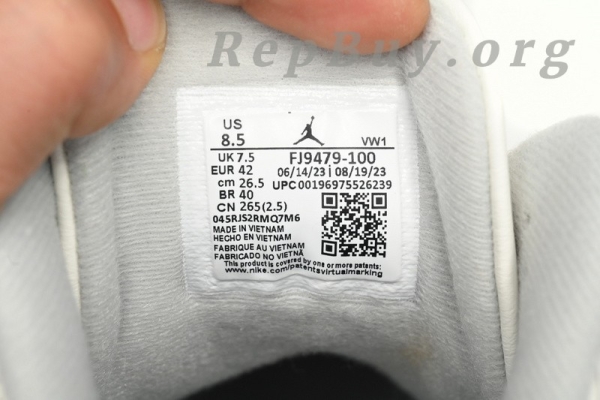 RepBuy.org
US
8.5
VW1
UK 7.5 FJ9479-100
EUR 42 06/14/23 | 08/19/23
cm 26.5 UPC 00196975526239
BR 40
CN 265(2.5)
045RJ52RMQ7M6
MADE IN VIETNAM
HECHO EN VIETNAM
FABRIQUE AU VIETNAM
FABRICADO NO VIETNÃ
This product is covered by one or more patents:
www.nike.com/patentsvirtualmarking